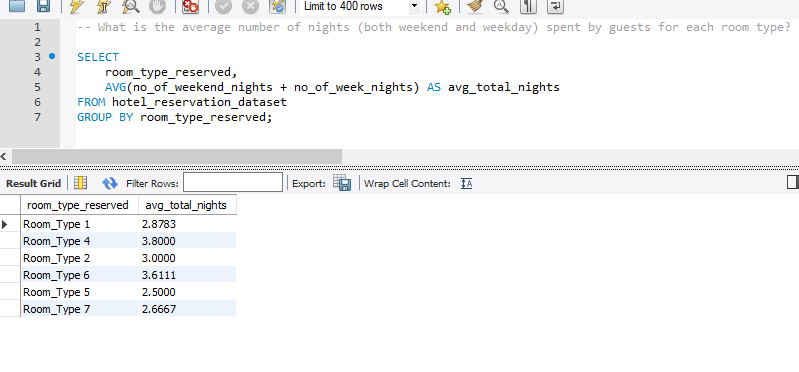 Limit to 400 rows
1 -- What is the average number of nights (both weekend and weekday) spent by guests for each room type?
2
3 SELECT
4 room_type_reserved,
5 AVG(no_of_weekend_nights + no_of_week_nights) AS avg_total_nights
6 FROM hotel_reservation_dataset
7 GROUP BY room_type_reserved;
Result Grid Filter Rows: Export: Wrap Cell Content: IA
room_type_reserved avg_total_nights
Room_Type 1 2.8783
Room_Type 4 3.8000
Room_Type 2 3.0000
Room_Type 6 3.6111
Room_Type 5 2.5000
Room_Type 7 2.6667